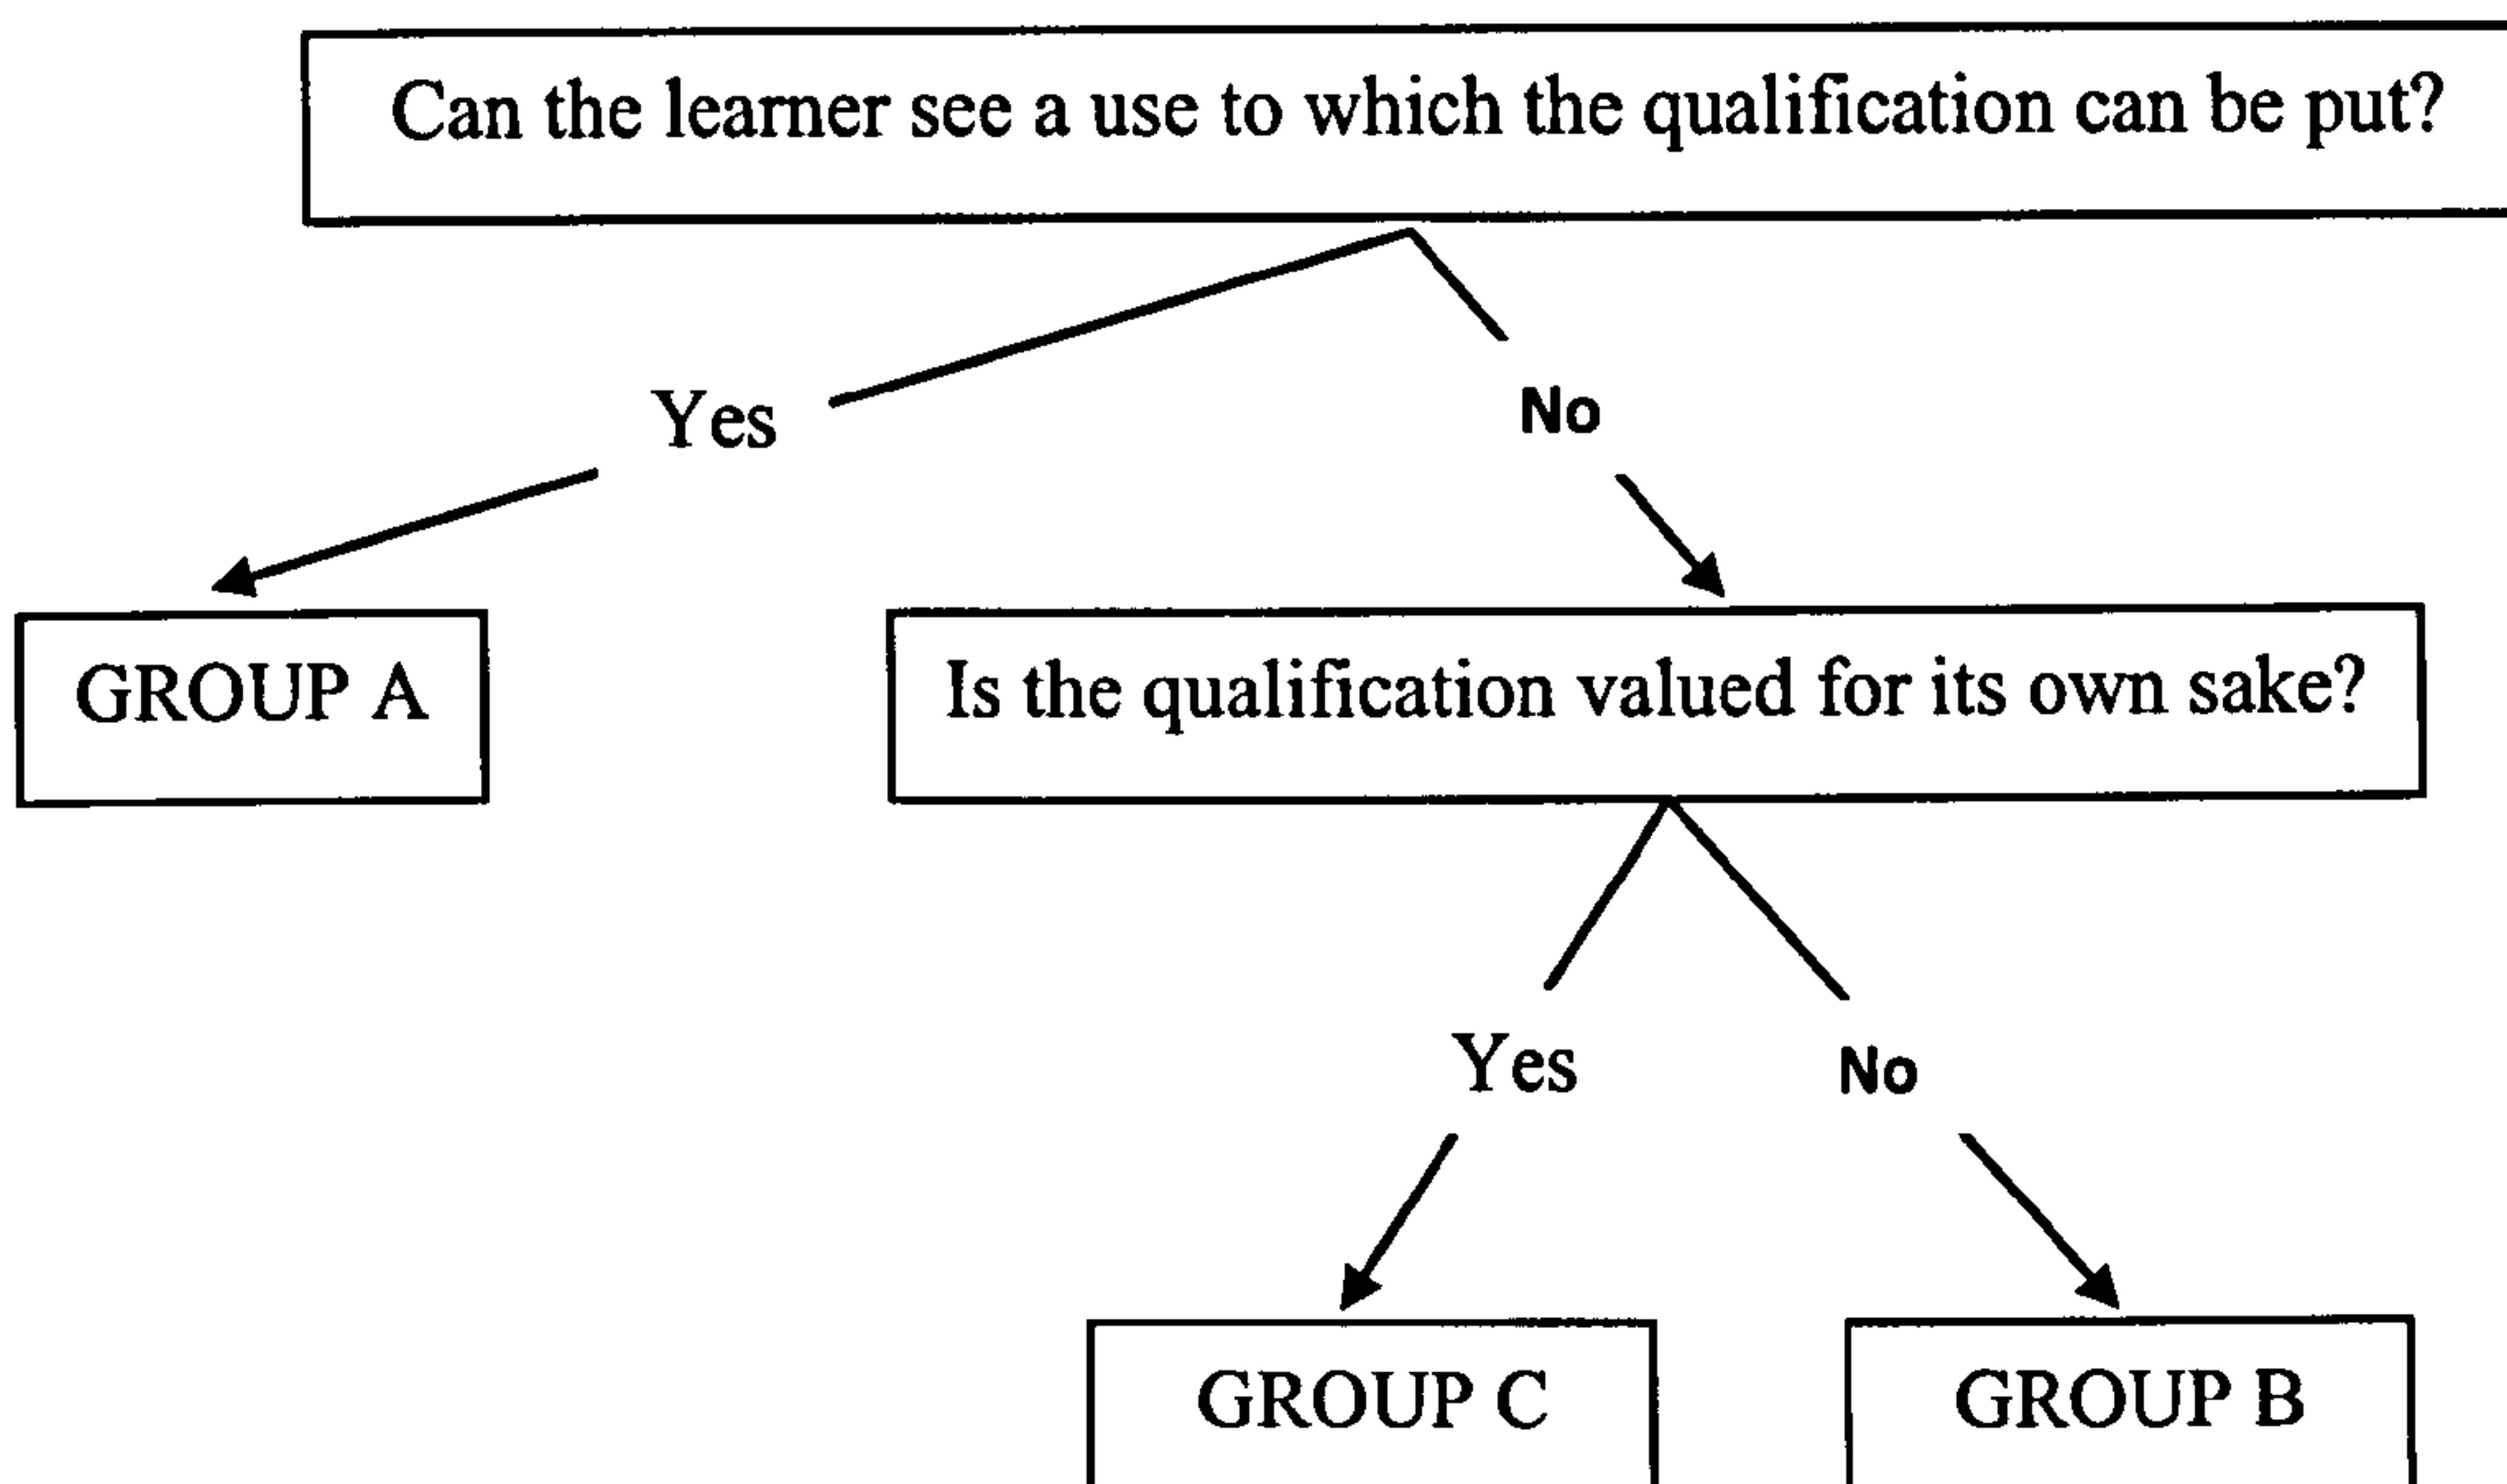 Can the learner see a use to which the qualification can be put?
Yes
No
GROUP A
Is the qualification valued for its own sake?
Yes
No
GROUP C
GROUP B